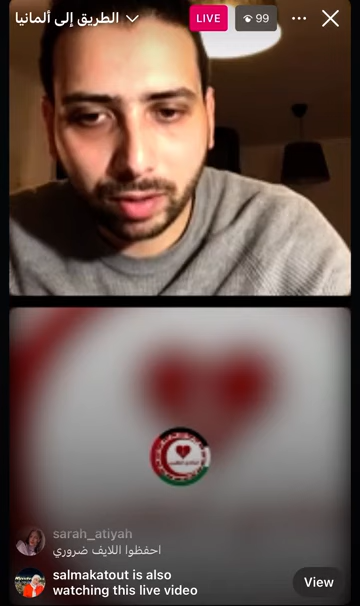 الطريق إلى ألمانيا
LIVE
99
sarah_atiyah
احفظوا اللايف ضروري
salmakatout is also
watching this live video
View